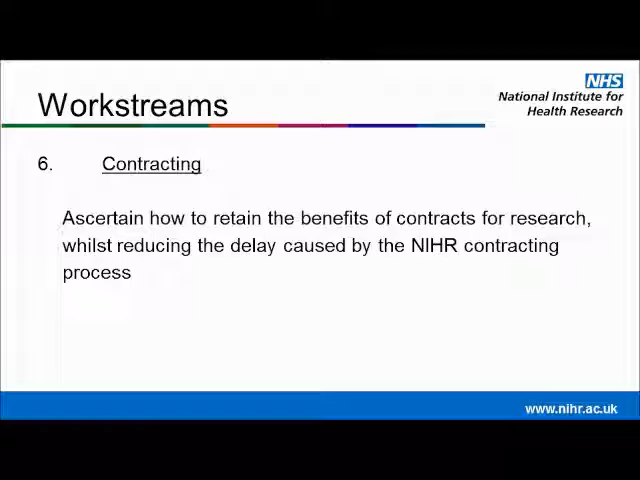 Workstreams
NHS
National Institute for
Health Research
6. Contracting
Ascertain how to retain the benefits of contracts for research,
whilst reducing the delay caused by the NIHR contracting
process
www.nihr.ac.uk